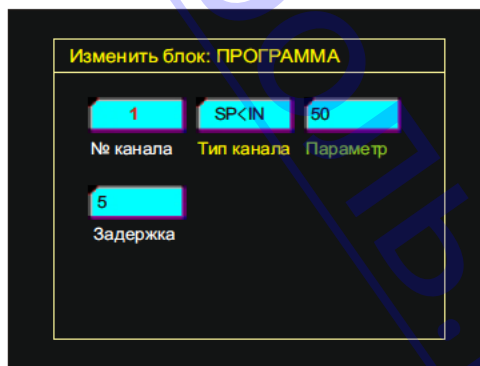 Изменить блок: ПРОГРАММА
1 SP<IN 50
№ канала Тип канала Параметр
5
Задержка